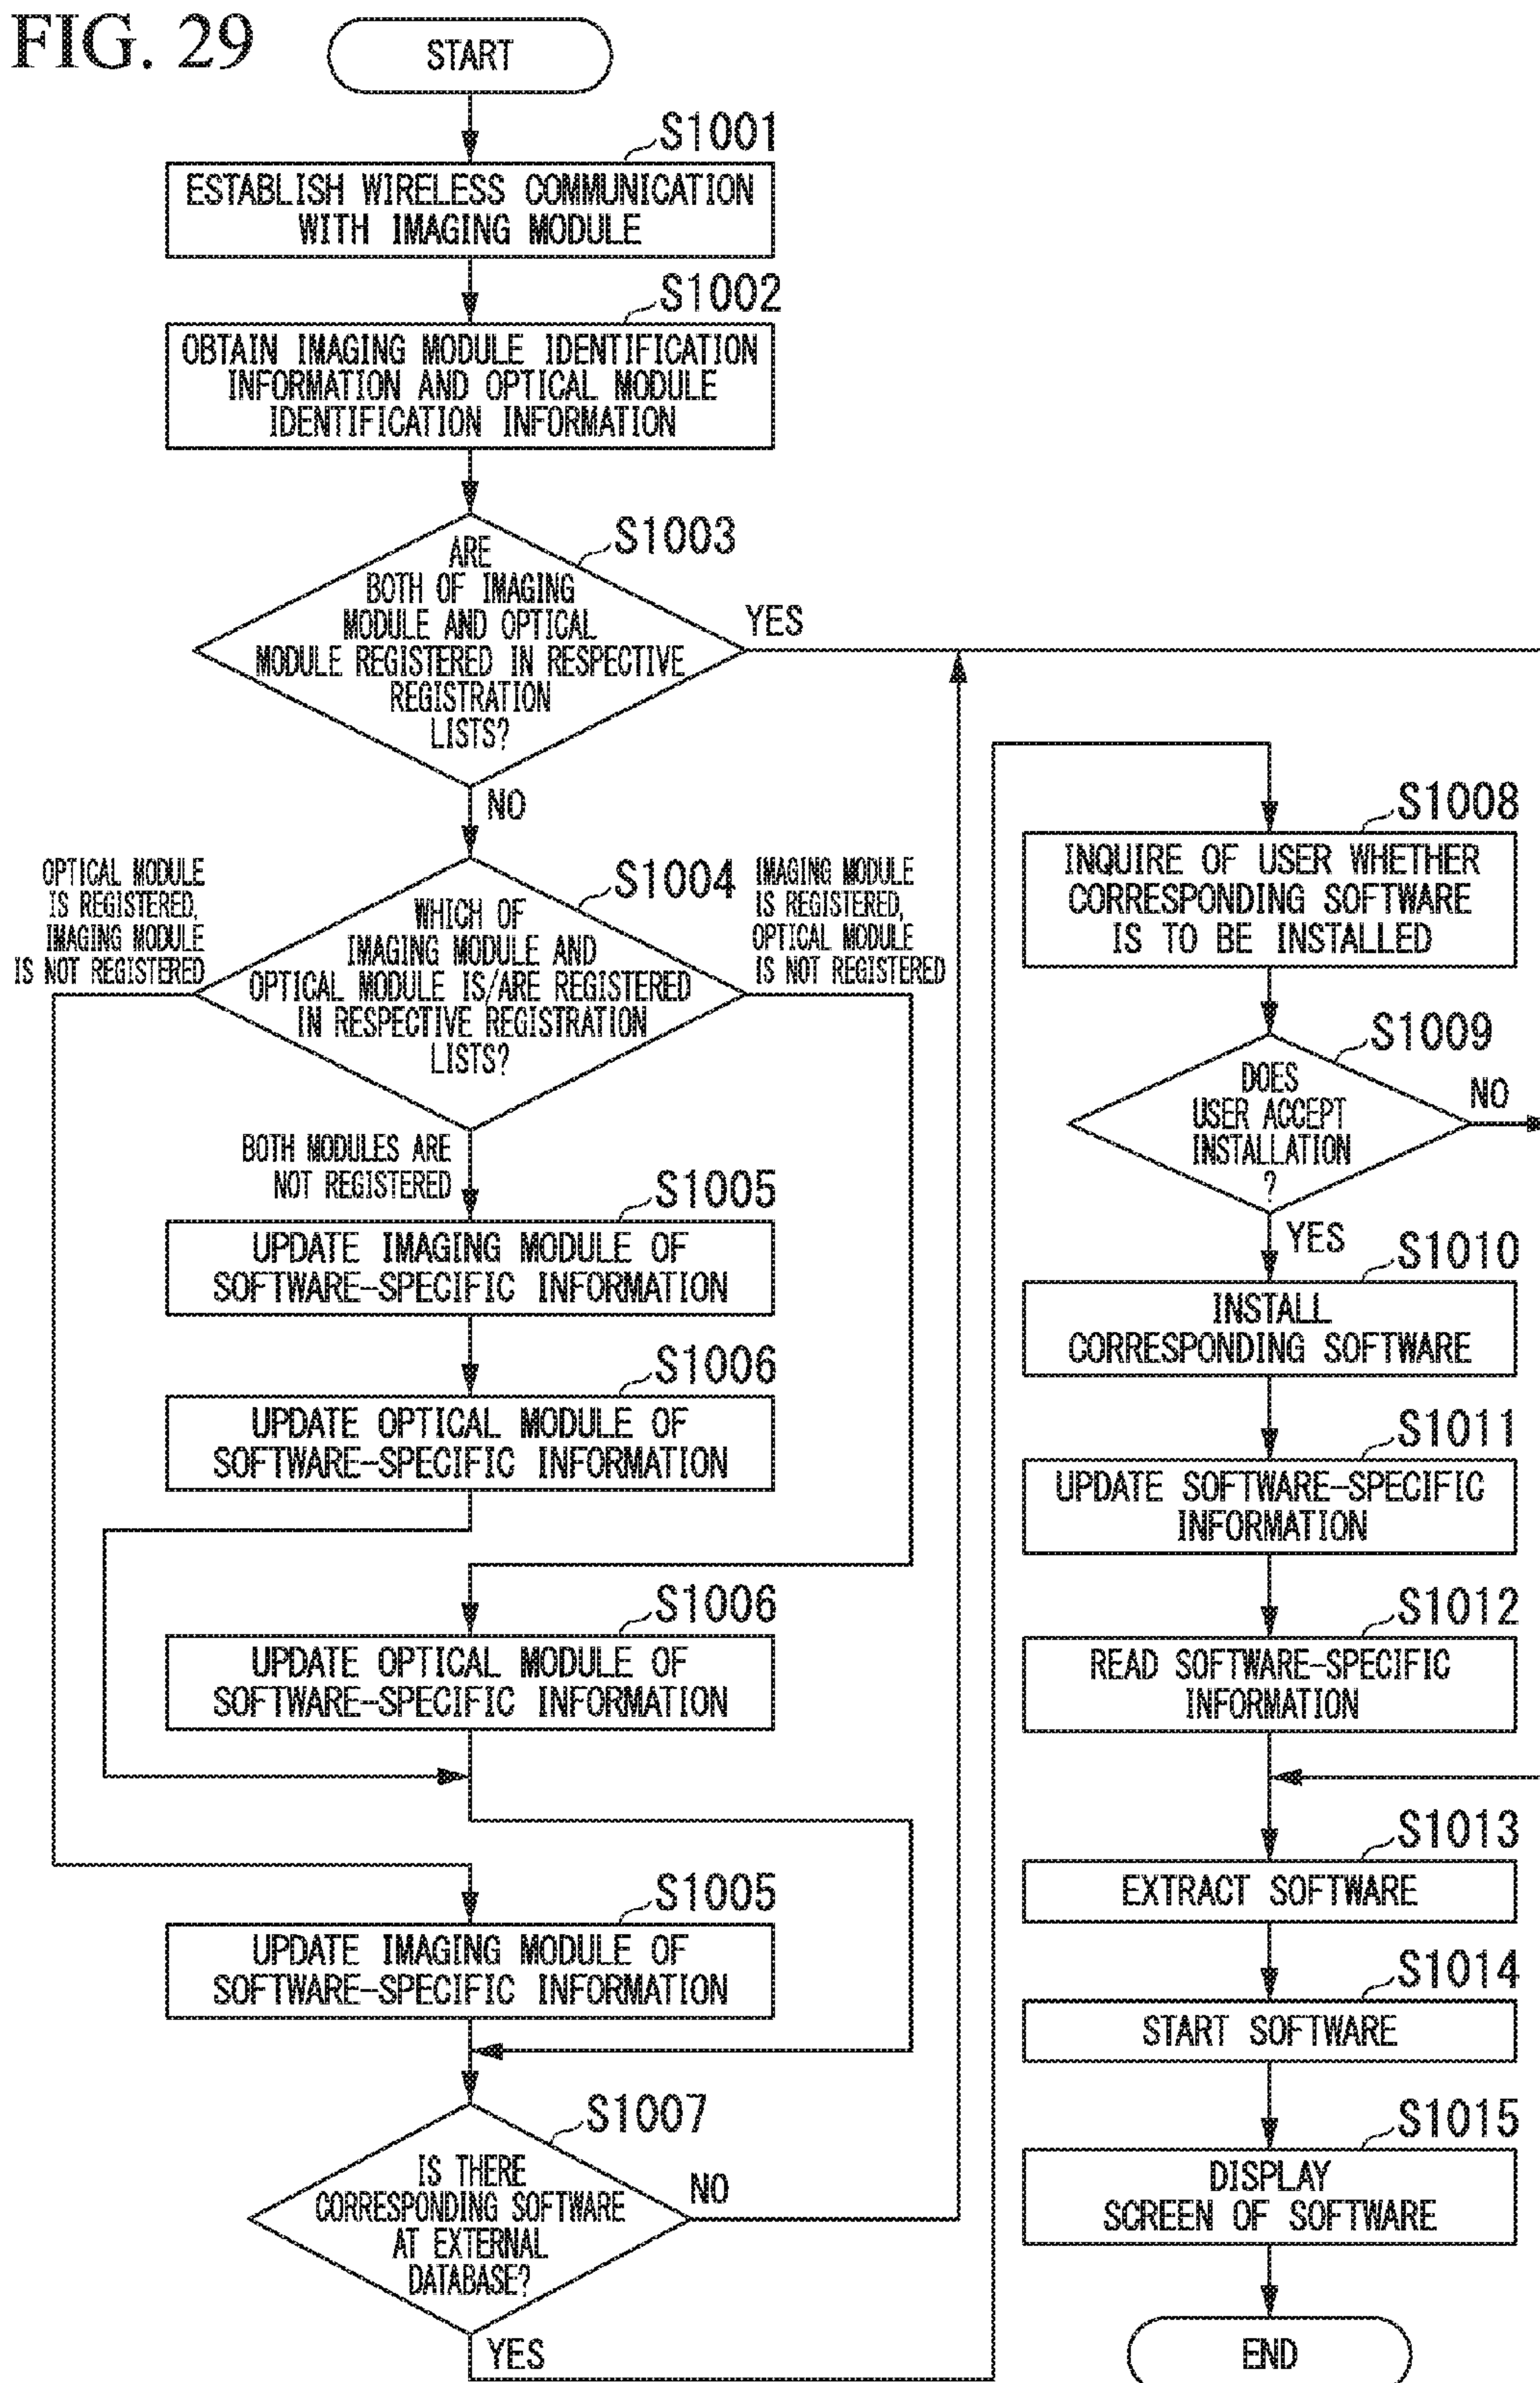 FIG. 29
START
S1001
ESTABLISH WIRELESS COMMUNICATION
WITH IMAGING MODULE
S1002
OBTAIN IMAGING MODULE IDENTIFICATION
INFORMATION AND OPTICAL MODULE
IDENTIFICATION INFORMATION
S1003
ARE
BOTH OF IMAGING
MODULE AND OPTICAL
MODULE REGISTERED IN RESPECTIVE
REGISTRATION
LISTS?
YES
NO
OPTICAL MODULE
IS REGISTERED,
IMAGING MODULE
IS NOT REGISTERED
S1004
WHICH OF
IMAGING MODULE AND
OPTICAL MODULE IS/ARE REGISTERED
IN RESPECTIVE REGISTRATION
LISTS?
IMAGING MODULE
IS REGISTERED,
OPTICAL MODULE
IS NOT REGISTERED
BOTH MODULES ARE
NOT REGISTERED
S1005
UPDATE IMAGING MODULE OF
SOFTWARE-SPECIFIC INFORMATION
S1006
UPDATE OPTICAL MODULE OF
SOFTWARE-SPECIFIC INFORMATION
S1006
UPDATE OPTICAL MODULE OF
SOFTWARE-SPECIFIC INFORMATION
S1005
UPDATE IMAGING MODULE OF
SOFTWARE-SPECIFIC INFORMATION
S1007
IS THERE
CORRESPONDING SOFTWARE
AT EXTERNAL
DATABASE?
NO
YES
S1008
INQUIRE OF USER WHETHER
CORRESPONDING SOFTWARE
IS TO BE INSTALLED
S1009
DOES
USER ACCEPT
INSTALLATION
?
NO
YES
S1010
INSTALL
CORRESPONDING SOFTWARE
S1011
UPDATE SOFTWARE-SPECIFIC
INFORMATION
S1012
READ SOFTWARE-SPECIFIC
INFORMATION
S1013
EXTRACT SOFTWARE
S1014
START SOFTWARE
S1015
DISPLAY
SCREEN OF SOFTWARE
END